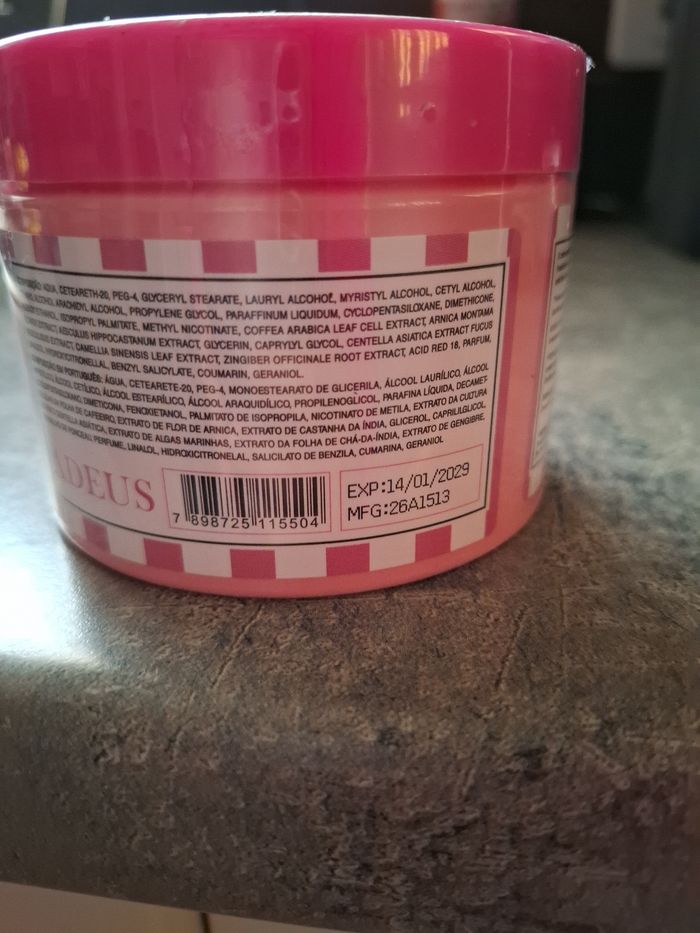 AQUA, CETEARETH-20, PEG-4, GLYCERYL STEARATE, LAURYL ALCOHOL, MYRISTYL ALCOHOL, CETYL ALCOHOL,
ALCOHOL, ARACHIDYL ALCOHOL, PROPYLENE GLYCOL, PARAFFINUM LIQUIDUM, CYCLOPENTASILOXANE, DIMETHICONE,
ISOPROPYL PALMITATE, METHYL NICOTINATE, COFFEA ARABICA LEAF CELL EXTRACT, ARNICA MONTANA
EXTRACT AESCULUS HIPPOCASTANUM EXTRACT, GLYCERIN, CAPRYLYL GLYCOL, CENTELLA ASIATICA EXTRACT FUCUS
EXTRACT, CAMELLIA SINENSIS LEAF EXTRACT, ZINGIBER OFFICINALE ROOT EXTRACT, ACID RED 18, PARFUM,
BENZYL SALICYLATE, COUMARIN, GERANIOL.
EM PORTUGUÊS: ÁGUA, CETEARETE-20, PEG-4, MONOESTEARATO DE GLICERILA, ÁLCOOL LAURÍLICO, ÁLCOOL
ÁLCOOL CETÍLICO, ÁLCOOL ESTEARÍLICO, ÁLCOOL ARAQUIDÍLICO, PROPILENOGLICOL, PARAFINA LÍQUIDA, DECAMET-
DIMETICONA, FENOXIETANOL, PALMITATO DE ISOPROPILA, NICOTINATO DE METILA, EXTRATO DA CULTURA
DE CAFEEIRO, EXTRATO DE FLOR DE ARNICA, EXTRATO DE CASTANHA DA ÍNDIA, GLICEROL, CAPRILILGLICOL,
ASIÁTICA, EXTRATO DE ALGAS MARINHAS, EXTRATO DA FOLHA DE CHÁ-DA-ÍNDIA, EXTRATO DE GENGIBRE,
PERFUME, LINALOL, HIDROXICITRONELAL, SALICILATO DE BENZILA, CUMARINA, GERANIOL
ADEUS
7 898725 115504
EXP:14/01/2029
MFG:26A1513